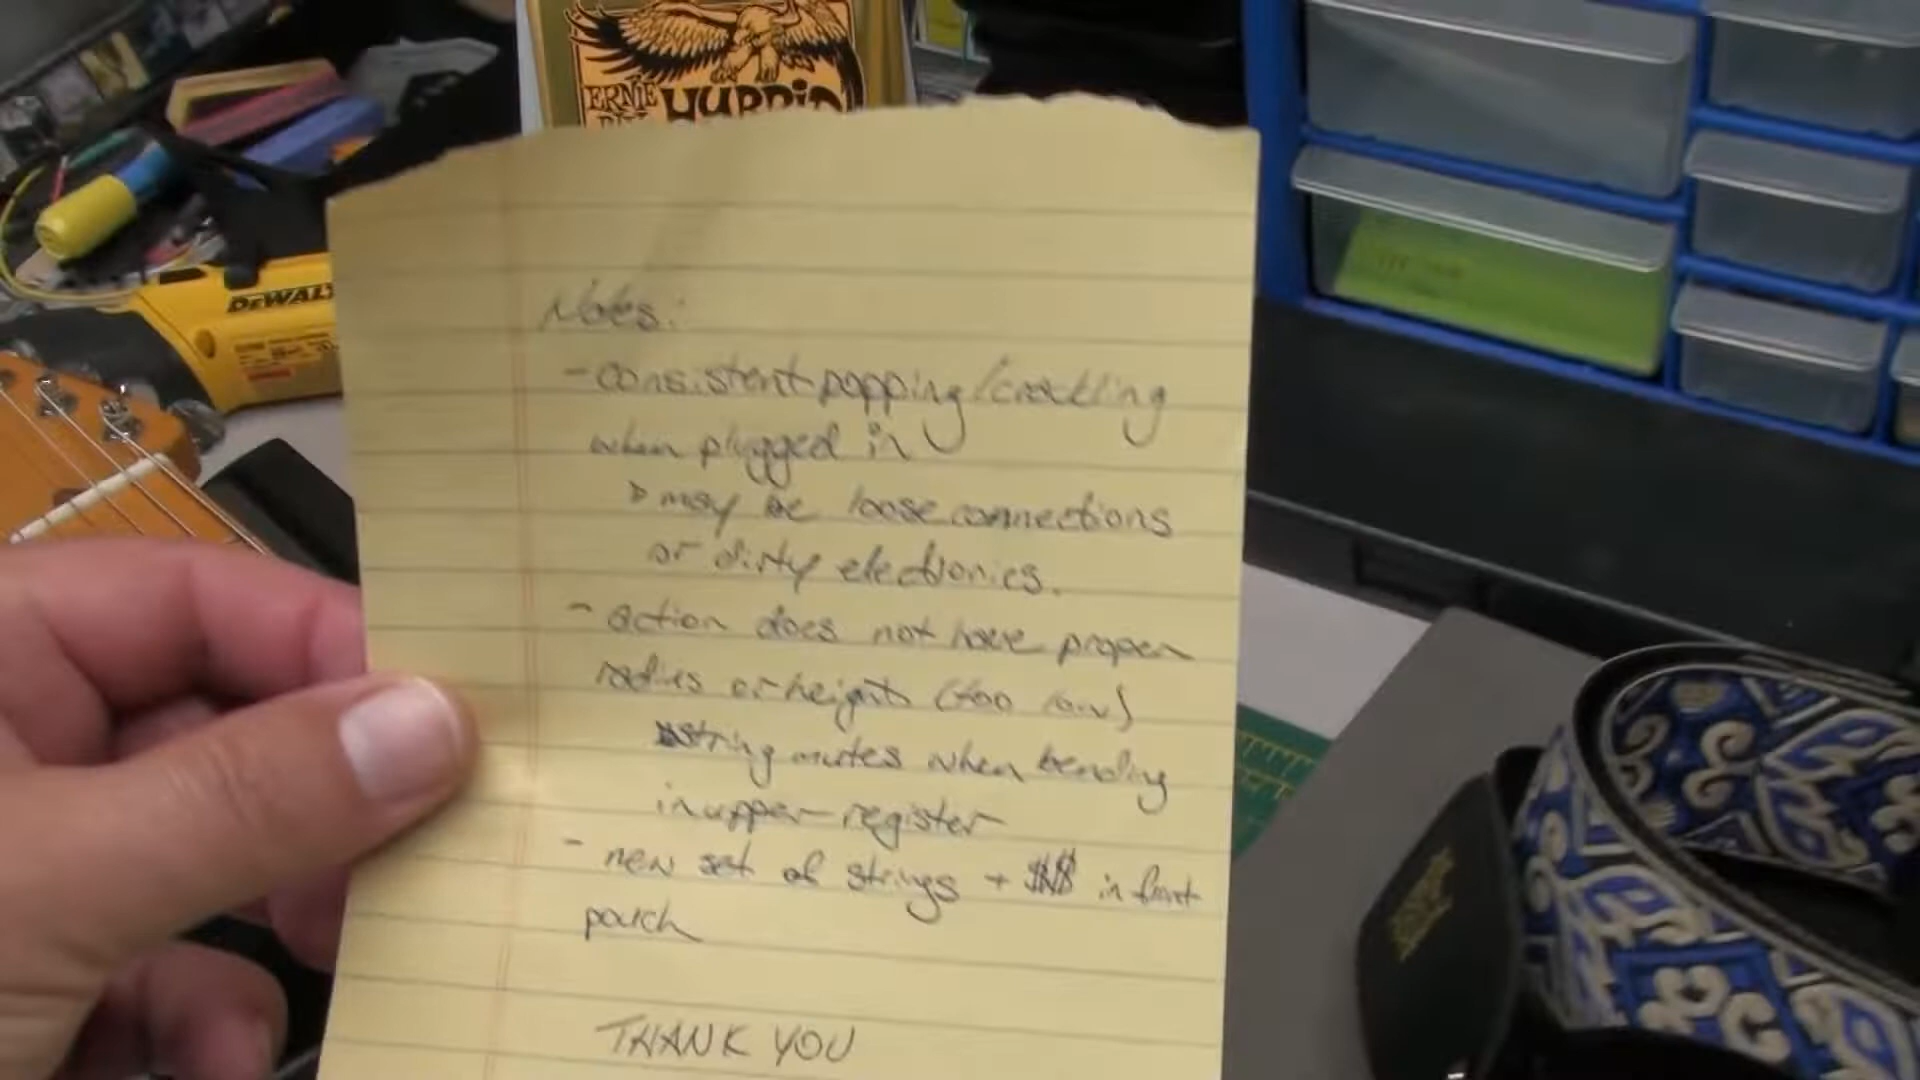 ERNIE
HYBRID
DEWALT
Notes:
- consistent popping/crackling
when plugged in
> may be loose connections
or dirty electronics.
- action does not have proper
radius or height (too low)
string mutes when bending
in upper-register
- new set of strings + $$$ in front
pouch
THANK YOU